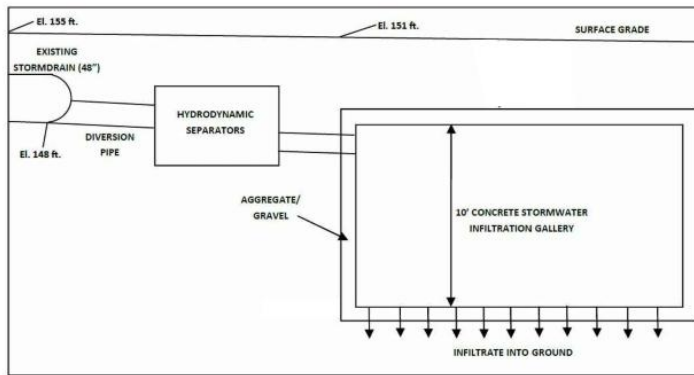 El. 155 ft.
El. 151 ft.
SURFACE GRADE
EXISTING
STORMDRAIN (48")
HYDRODYNAMIC
SEPARATORS
El. 148 ft.
DIVERSION
PIPE
AGGREGATE/
GRAVEL
10' CONCRETE STORMWATER
INFILTRATION GALLERY
INFILTRATE INTO GROUND